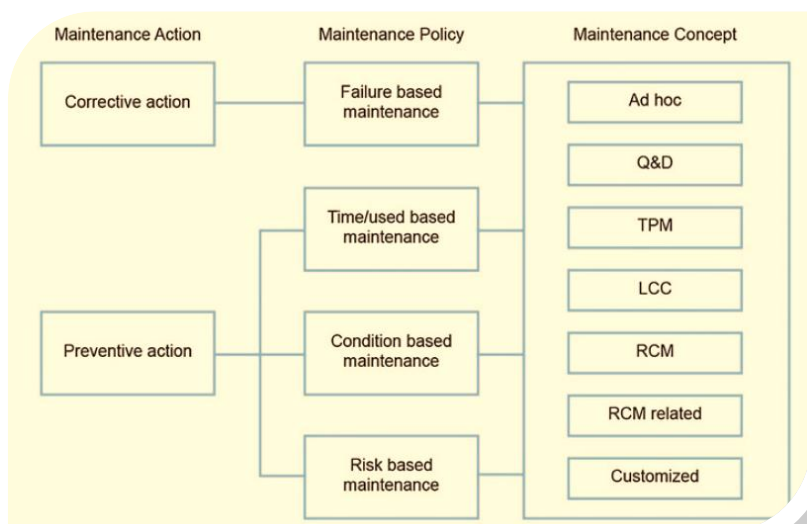 Maintenance Action
Maintenance Policy
Maintenance Concept
Corrective action
Failure based
maintenance
Ad hoc
Q&D
Time/used based
maintenance
TPM
LCC
Preventive action
Condition based
maintenance
RCM
RCM related
Risk based
maintenance
Customized